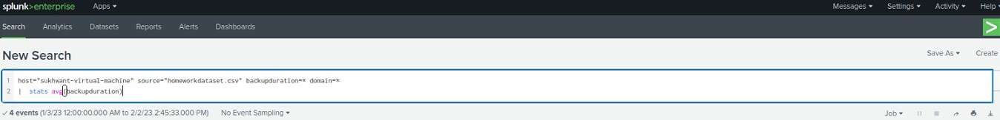 splunk>enterprise Apps Messages Settings Activity Help
Search Analytics Datasets Reports Alerts Dashboards
New Search Save As Create
1 host="sukhwant-virtual-machine" source="homeworkdataset.csv" backupduration=* domain=*
2 | stats avg(backupduration)
✓ 4 events (1/3/23 12:00:00.000 AM to 2/2/23 2:45:33.000 PM) No Event Sampling Job